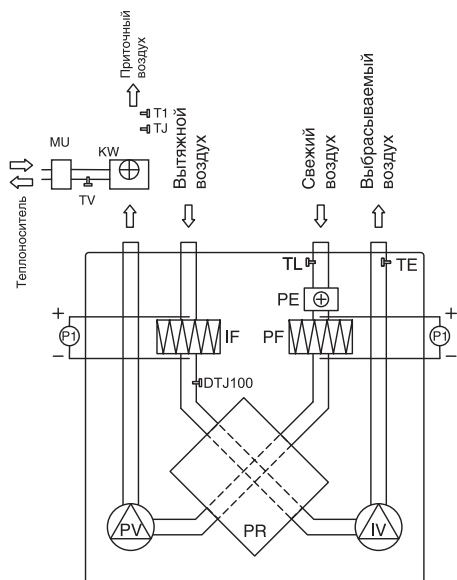 Приточный
воздух
T1
TJ
MU
KW
TV
Теплоноситель
Вытяжной
воздух
Свежий
воздух
Выбрасываемый
воздух
TL
TE
PE
+
P1
−
IF
PF
+
P1
−
DTJ100
PV
PR
IV